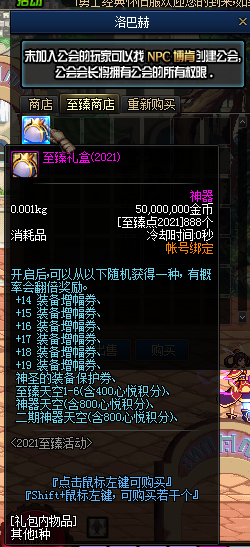 活动
洛巴赫
未加入公会的玩家可以找 NPC 博肯创建公会,
公会会长将拥有公会的所有权限 .
商店 至臻商店 重新购买
至臻礼盒(2021)
神器
0.001kg 50,000,000金币
[至臻点2021]888个
消耗品 冷却时间:0秒
帐号绑定
开启后,可以从以下随机获得一种, 有概
率会翻倍奖励。
+14 装备增幅券、
+15 装备增幅券、
+16 装备增幅券、
+17 装备增幅券、
+18 装备增幅券、
+19 装备增幅券、
神圣的装备保护券、
至臻天空1-6(含400心悦积分)、
神器天空(含800心悦积分)、
二期神器天空(含800心悦积分)
<2021至臻活动>
『点击鼠标左键可购买』
『Shift+鼠标左键, 可购买若干个』
[礼包内物品]
其他1种